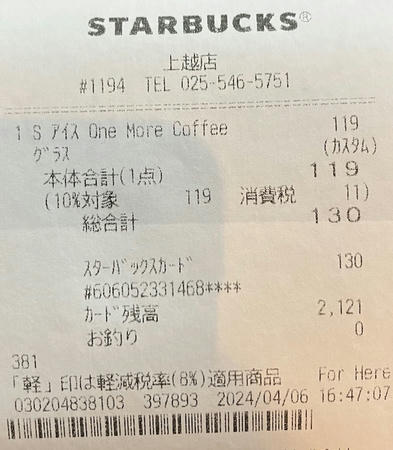 STARBUCKS®
上越店
#1194 TEL 025-546-5751
1 S ｱｲｽ One More Coffee 119
ｸﾞﾗｽ (ｶｽﾀﾑ)
本体合計(1点) 119
(10%対象 119 消費税 11)
総合計 130
ｽﾀｰﾊﾞｯｸｽｶｰﾄﾞ 130
#606052331468****
ｶｰﾄﾞ残高 2,121
お釣り 0
381
「軽」印は軽減税率(8%)適用商品 For Here
030204838103 397893 2024/04/06 16:47:07